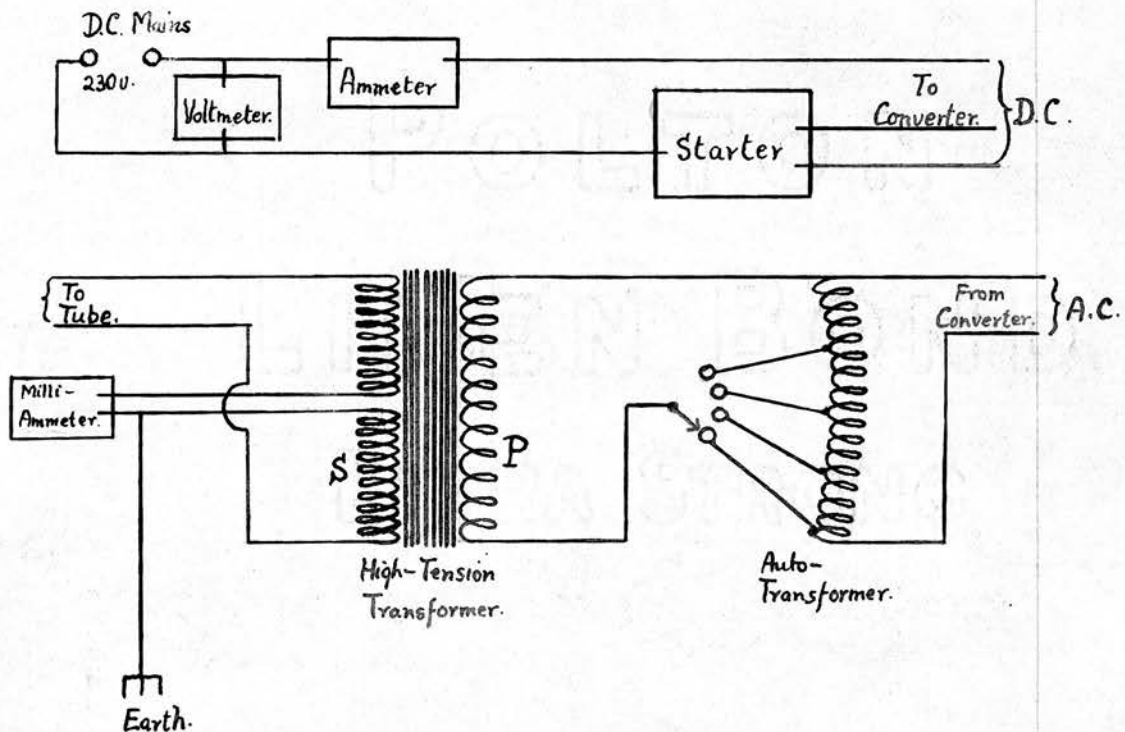 D.C. Mains
230v.
Voltmeter.
Ammeter
Starter
To
Converter.
D.C.
To
Tube.
Milli-
Ammeter.
S
P
High-Tension
Transformer.
Earth.
Auto-
Transformer.
From
Converter.
A.C.